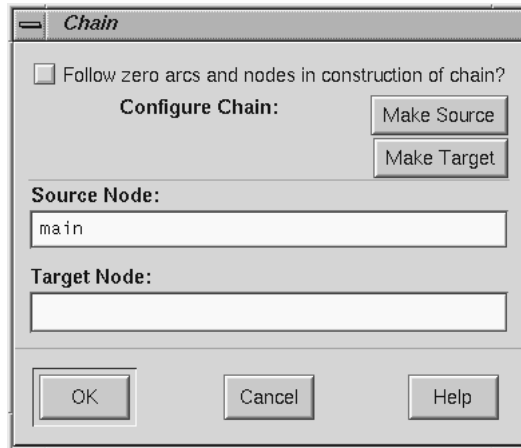 Chain
Follow zero arcs and nodes in construction of chain?
Configure Chain:
Make Source
Make Target
Source Node:
main
Target Node:
OK Cancel Help